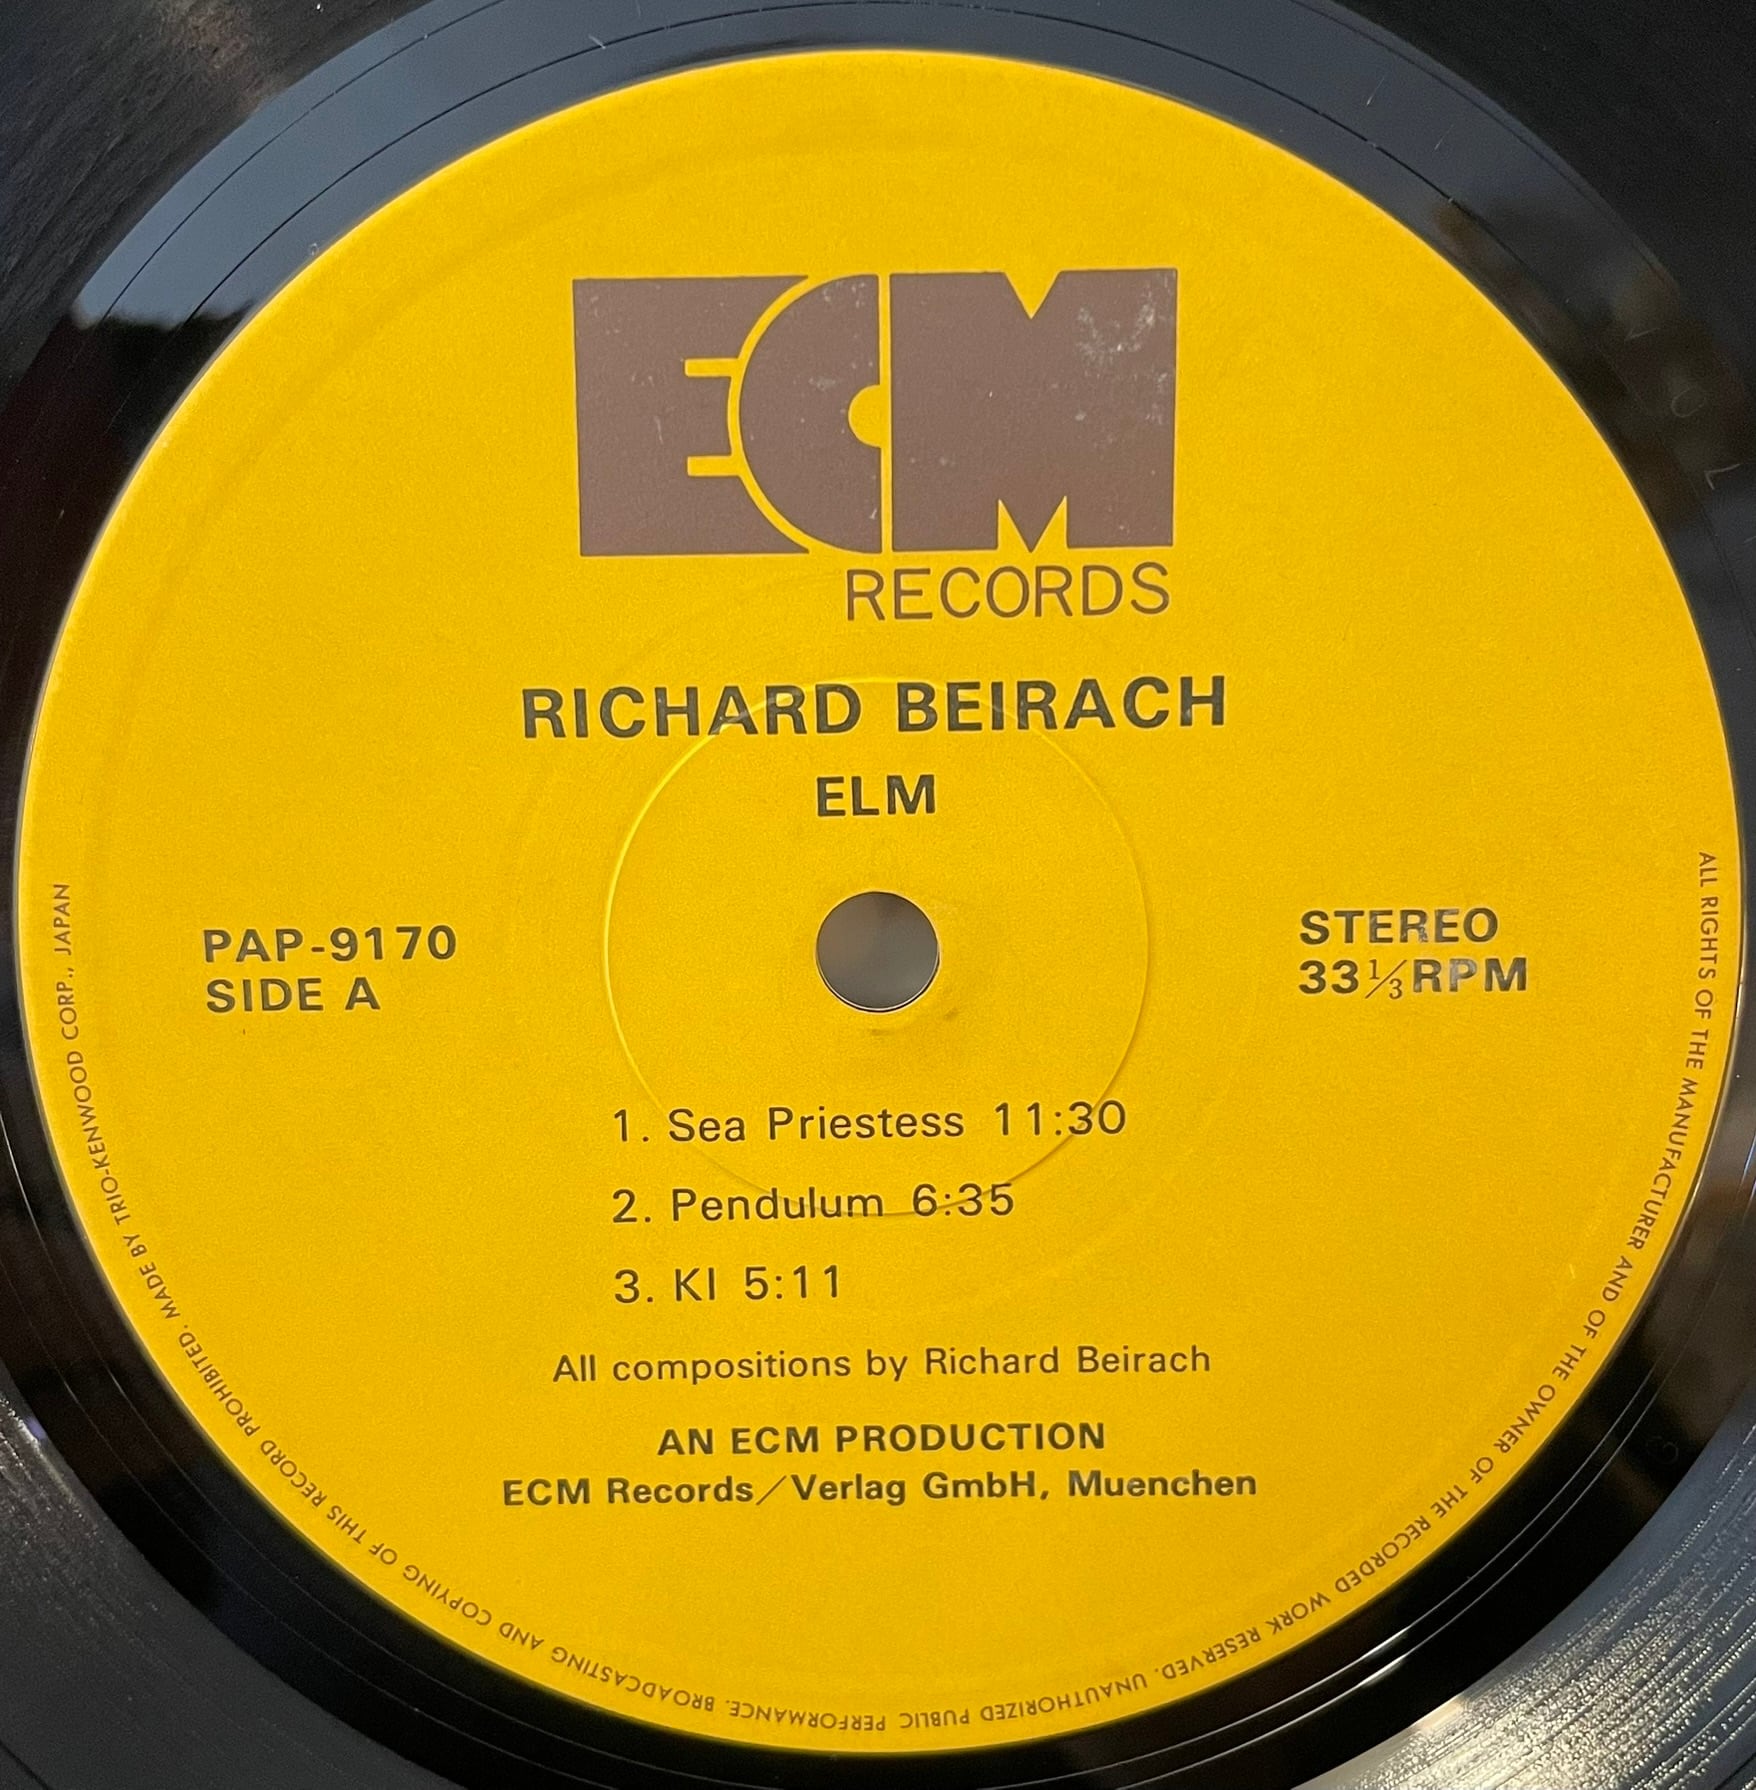 ECM
RECORDS
RICHARD BEIRACH
ELM
PAP-9170
SIDE A
STEREO
33⅓RPM
1. Sea Priestess 11:30
2. Pendulum 6:35
3. KI 5:11
All compositions by Richard Beirach
AN ECM PRODUCTION
ECM Records/Verlag GmbH, Muenchen
ALL RIGHTS OF THE MANUFACTURER AND OF THE OWNER OF THE RECORDED WORK RESERVED. UNAUTHORIZED PUBLIC PERFORMANCE. BROADCASTING AND COPYING OF THIS RECORD PROHIBITED. MADE BY TRIO-KENWOOD CORP., JAPAN